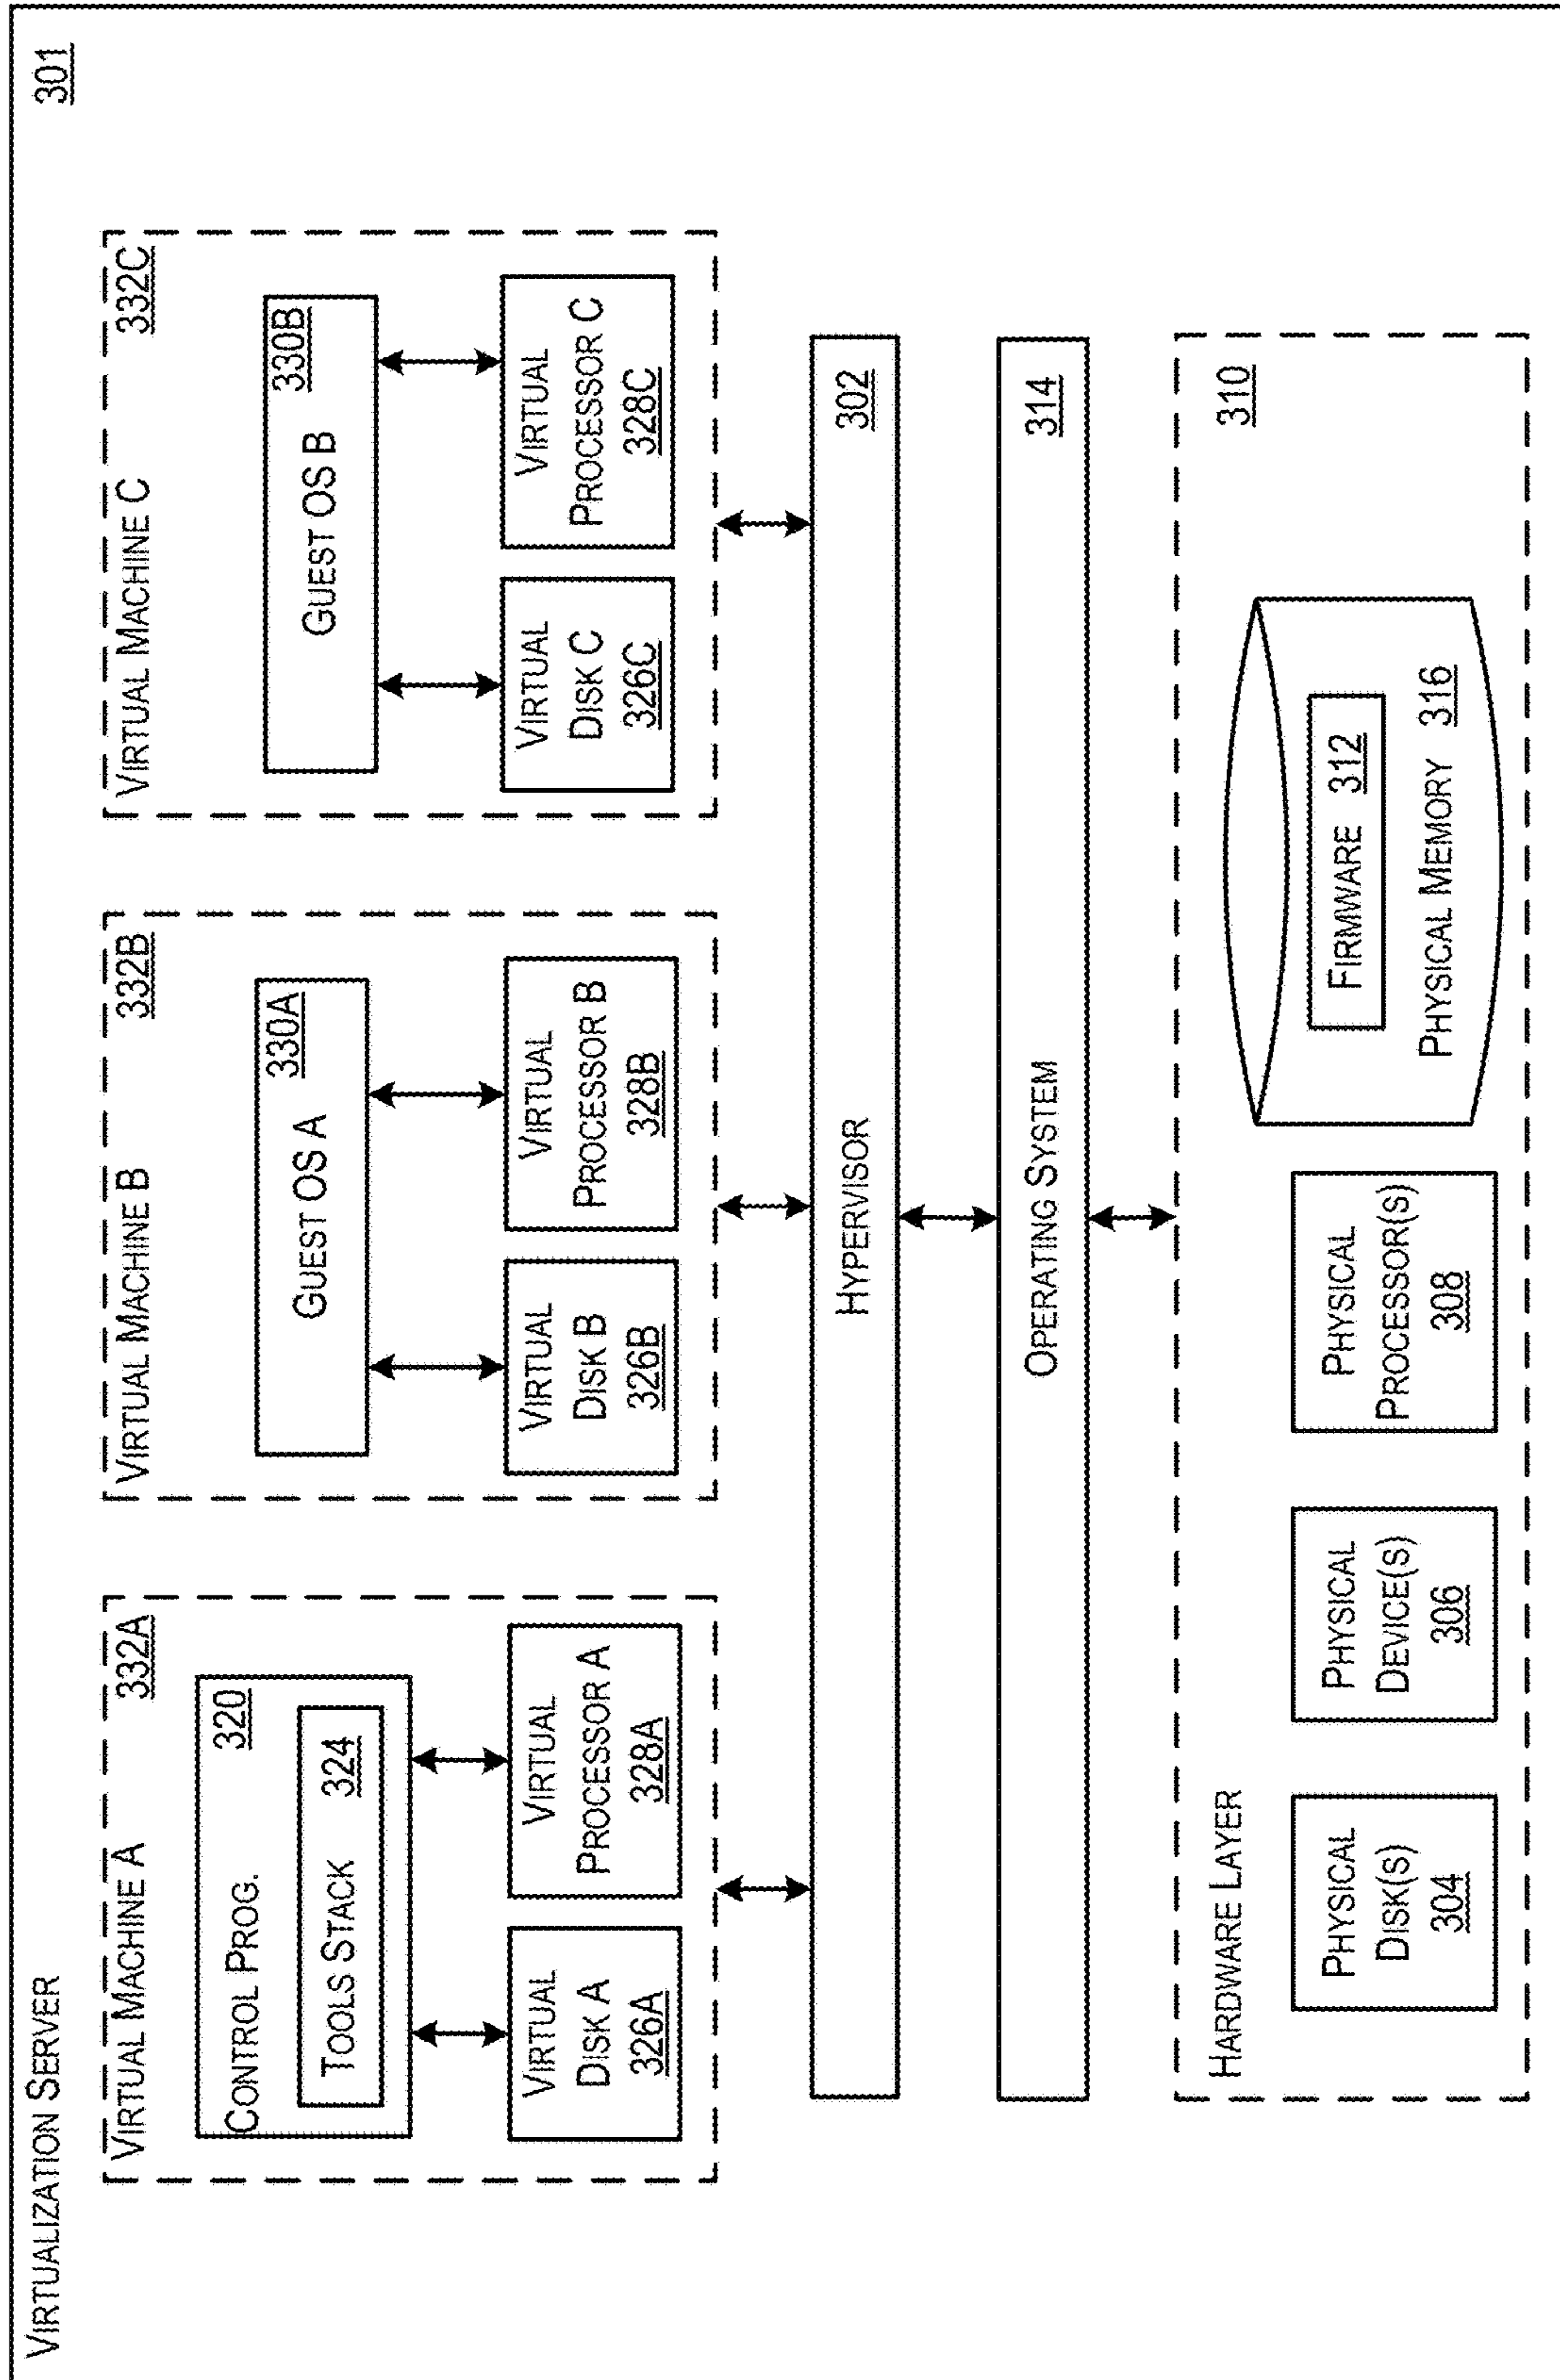 VIRTUALIZATION SERVER
301
VIRTUAL MACHINE A
332A
CONTROL PROG.
320
TOOLS STACK
324
VIRTUAL
DISK A
326A
VIRTUAL
PROCESSOR A
328A
VIRTUAL MACHINE B
332B
GUEST OS A
330A
VIRTUAL
DISK B
326B
VIRTUAL
PROCESSOR B
328B
VIRTUAL MACHINE C
332C
GUEST OS B
330B
VIRTUAL
DISK C
326C
VIRTUAL
PROCESSOR C
328C
HYPERVISOR
302
OPERATING SYSTEM
314
HARDWARE LAYER
310
PHYSICAL
DISK(S)
304
PHYSICAL
DEVICE(S)
306
PHYSICAL
PROCESSOR(S)
308
FIRMWARE 312
PHYSICAL MEMORY 316